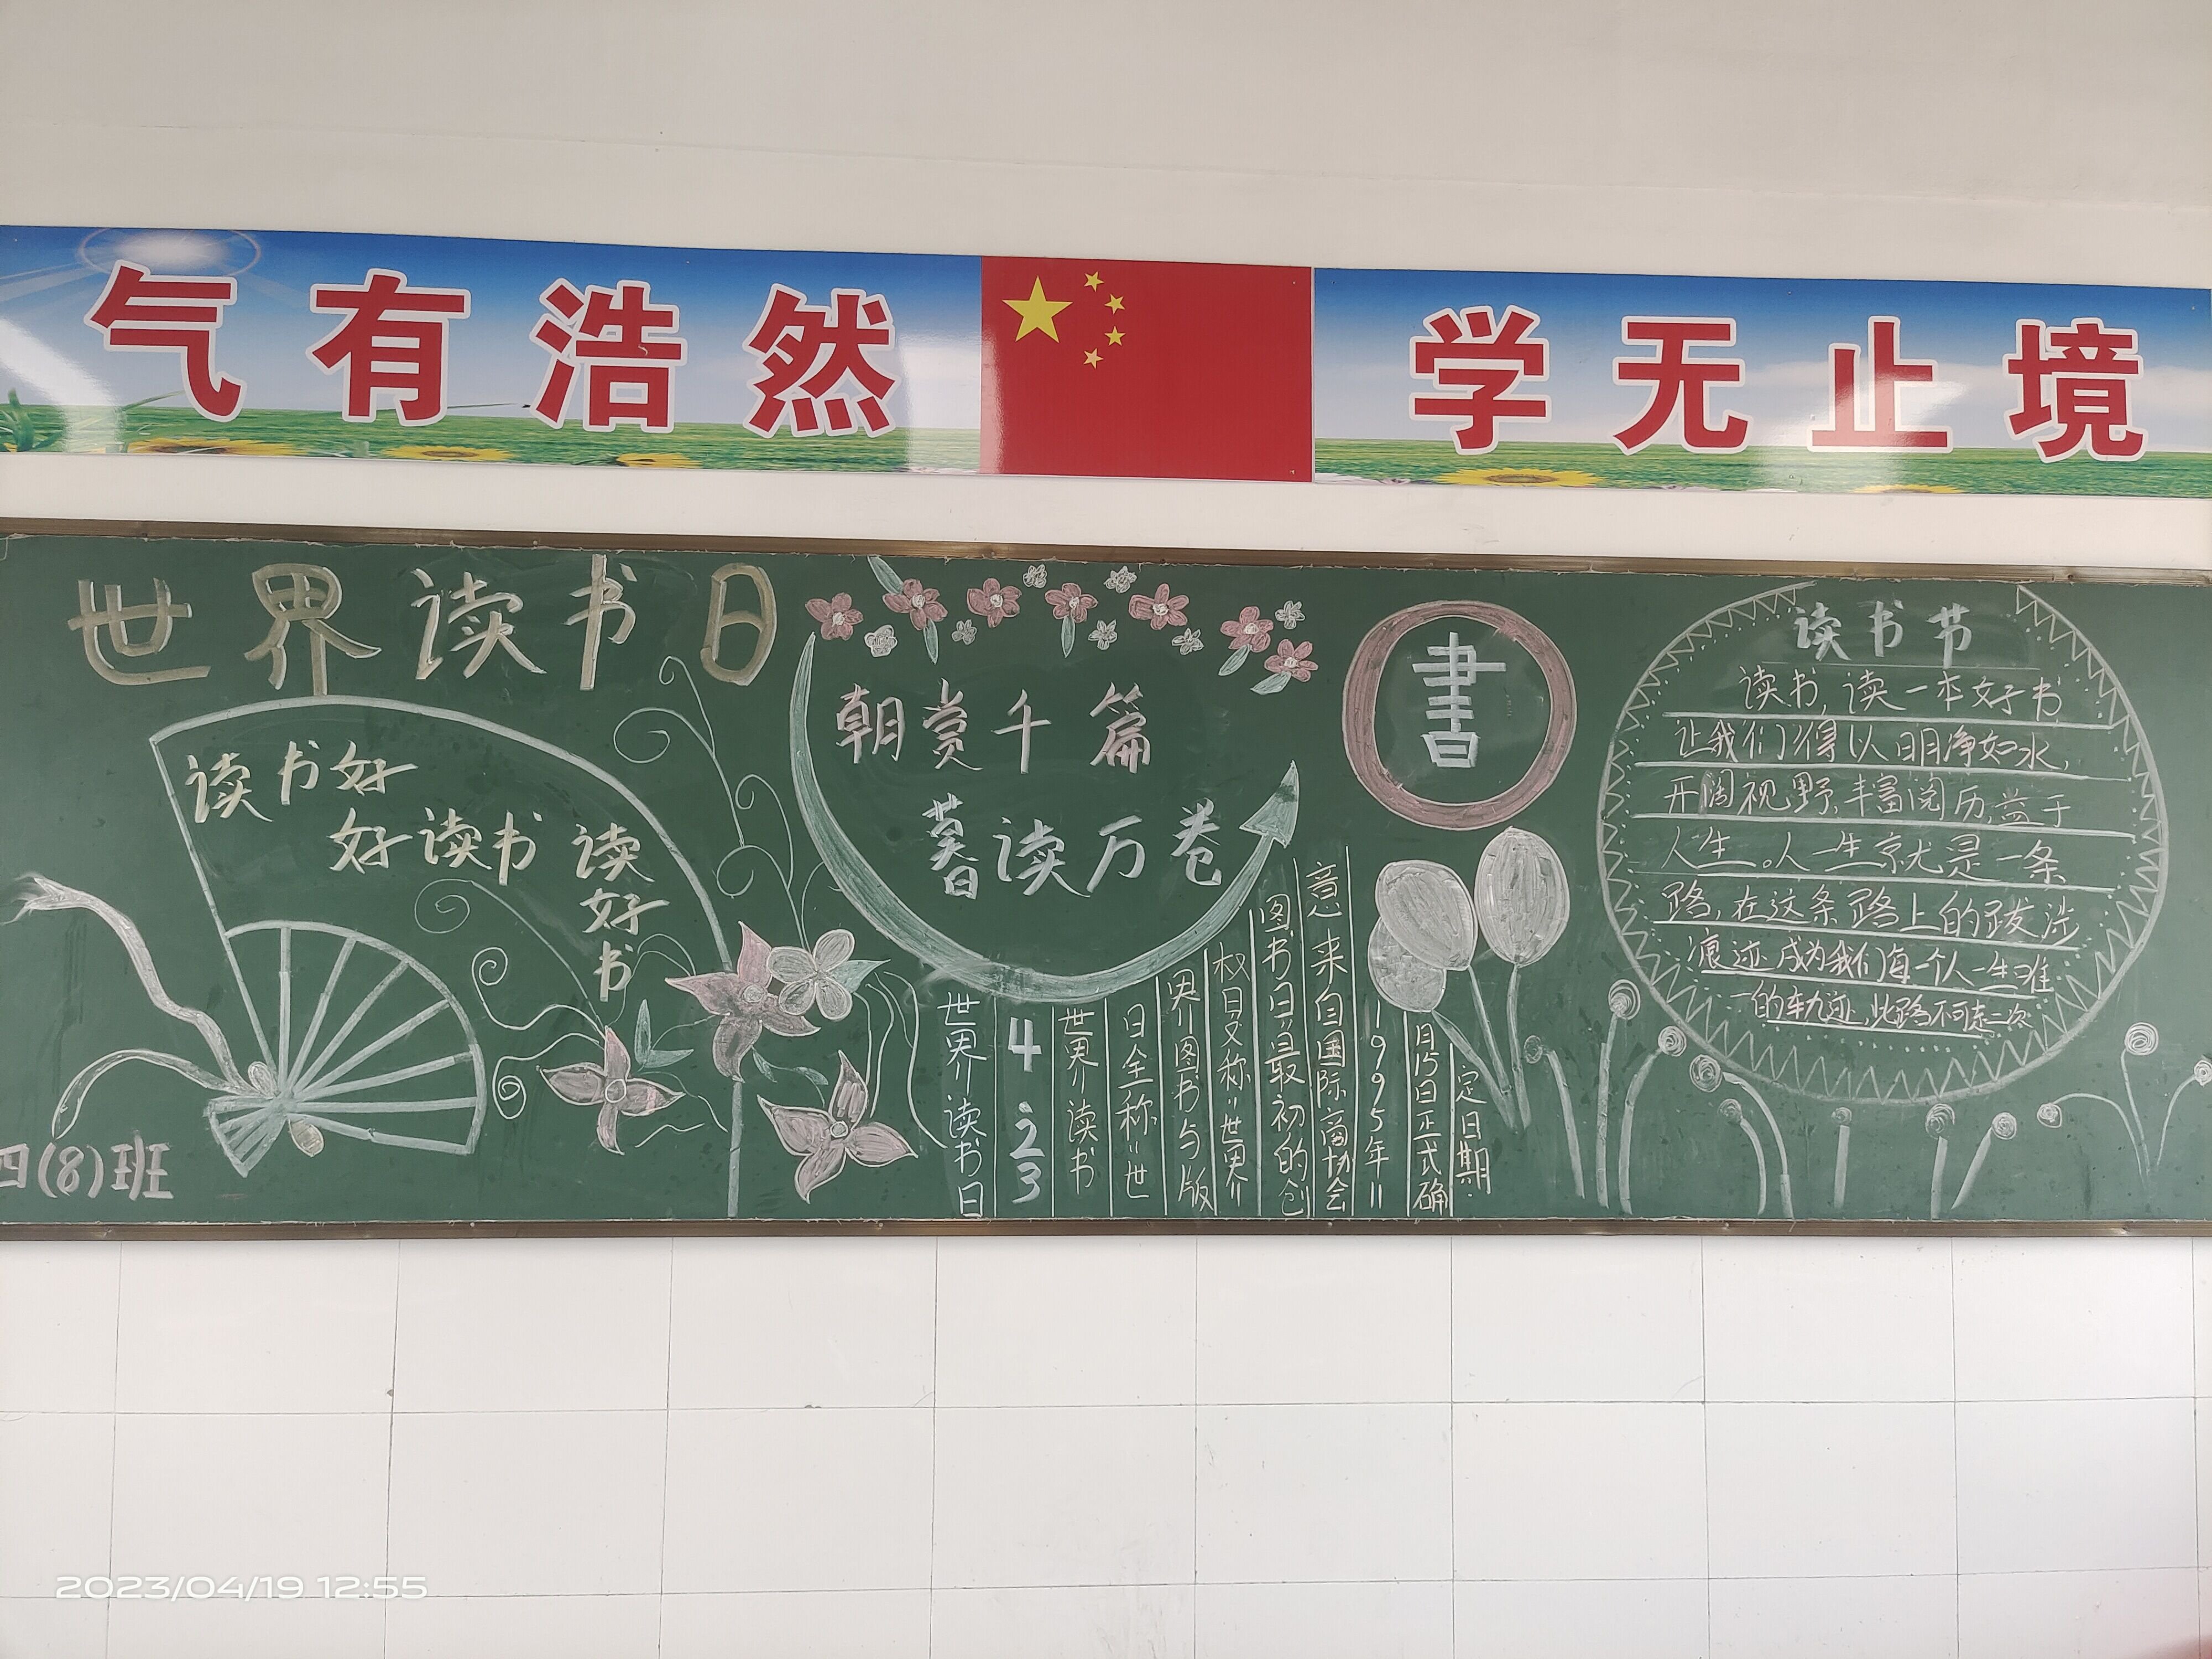 气有浩然
学无止境
世界读书日
读书好
好读书
读好书
四(8)班
朝赏千篇
暮读万卷
書
世界读书日
4.23
世界读书
日全称"世
界图书与版
权日又称"世界
图书日"最初的创
意来自国际商协会
1995年11
月15日正式确
定日期.
读书节
读书,读一本好书
让我们得以明净如水,
开阔视野,丰富阅历,益于
人生。人一生就是一条
路,在这条路上的跋涉
痕迹成为我们每一个人一生唯
一的轨迹,此路不可走二次
2023/04/19 12:55